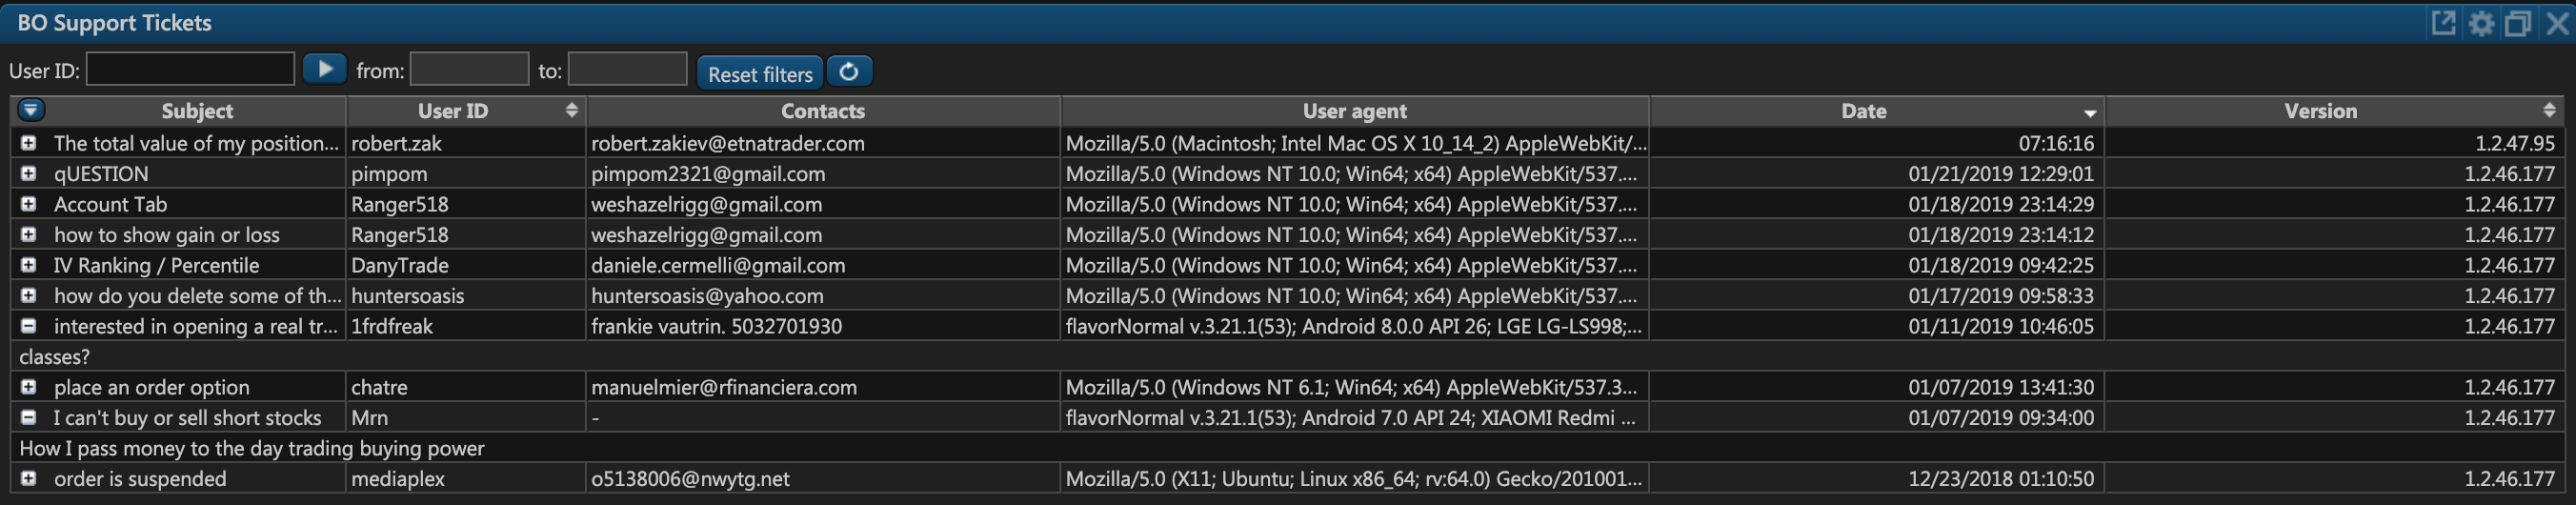 BO Support Tickets
User ID: from: to: Reset filters
Subject User ID Contacts User agent Date Version
The total value of my position... robert.zak robert.zakiev@etnatrader.com Mozilla/5.0 (Macintosh; Intel Mac OS X 10_14_2) AppleWebKit/... 07:16:16 1.2.47.95
qUESTION pimpom pimpom2321@gmail.com Mozilla/5.0 (Windows NT 10.0; Win64; x64) AppleWebKit/537.... 01/21/2019 12:29:01 1.2.46.177
Account Tab Ranger518 weshazelrigg@gmail.com Mozilla/5.0 (Windows NT 10.0; Win64; x64) AppleWebKit/537.... 01/18/2019 23:14:29 1.2.46.177
how to show gain or loss Ranger518 weshazelrigg@gmail.com Mozilla/5.0 (Windows NT 10.0; Win64; x64) AppleWebKit/537.... 01/18/2019 23:14:12 1.2.46.177
IV Ranking / Percentile DanyTrade daniele.cermelli@gmail.com Mozilla/5.0 (Windows NT 10.0; Win64; x64) AppleWebKit/537.... 01/18/2019 09:42:25 1.2.46.177
how do you delete some of th... huntersoasis huntersoasis@yahoo.com Mozilla/5.0 (Windows NT 10.0; Win64; x64) AppleWebKit/537.... 01/17/2019 09:58:33 1.2.46.177
interested in opening a real tr... 1frdfreak frankie vautrin. 5032701930 flavorNormal v.3.21.1(53); Android 8.0.0 API 26; LGE LG-LS998;... 01/11/2019 10:46:05 1.2.46.177
classes?
place an order option chatre manuelmier@rfinanciera.com Mozilla/5.0 (Windows NT 6.1; Win64; x64) AppleWebKit/537.3... 01/07/2019 13:41:30 1.2.46.177
I can't buy or sell short stocks Mrn - flavorNormal v.3.21.1(53); Android 7.0 API 24; XIAOMI Redmi ... 01/07/2019 09:34:00 1.2.46.177
How I pass money to the day trading buying power
order is suspended mediaplex o5138006@nwytg.net Mozilla/5.0 (X11; Ubuntu; Linux x86_64; rv:64.0) Gecko/201001... 12/23/2018 01:10:50 1.2.46.177